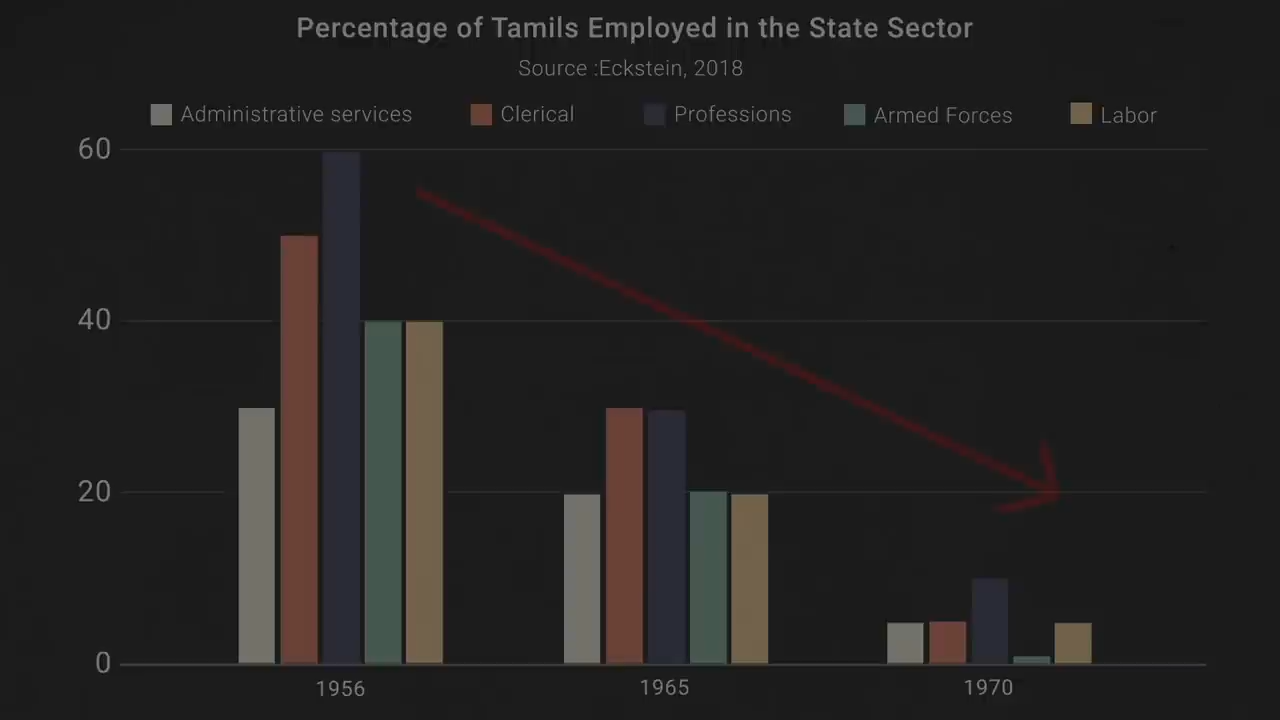 Percentage of Tamils Employed in the State Sector
Source :Eckstein, 2018
Administrative services Clerical Professions Armed Forces Labor
60
40
20
0
1956 1965 1970